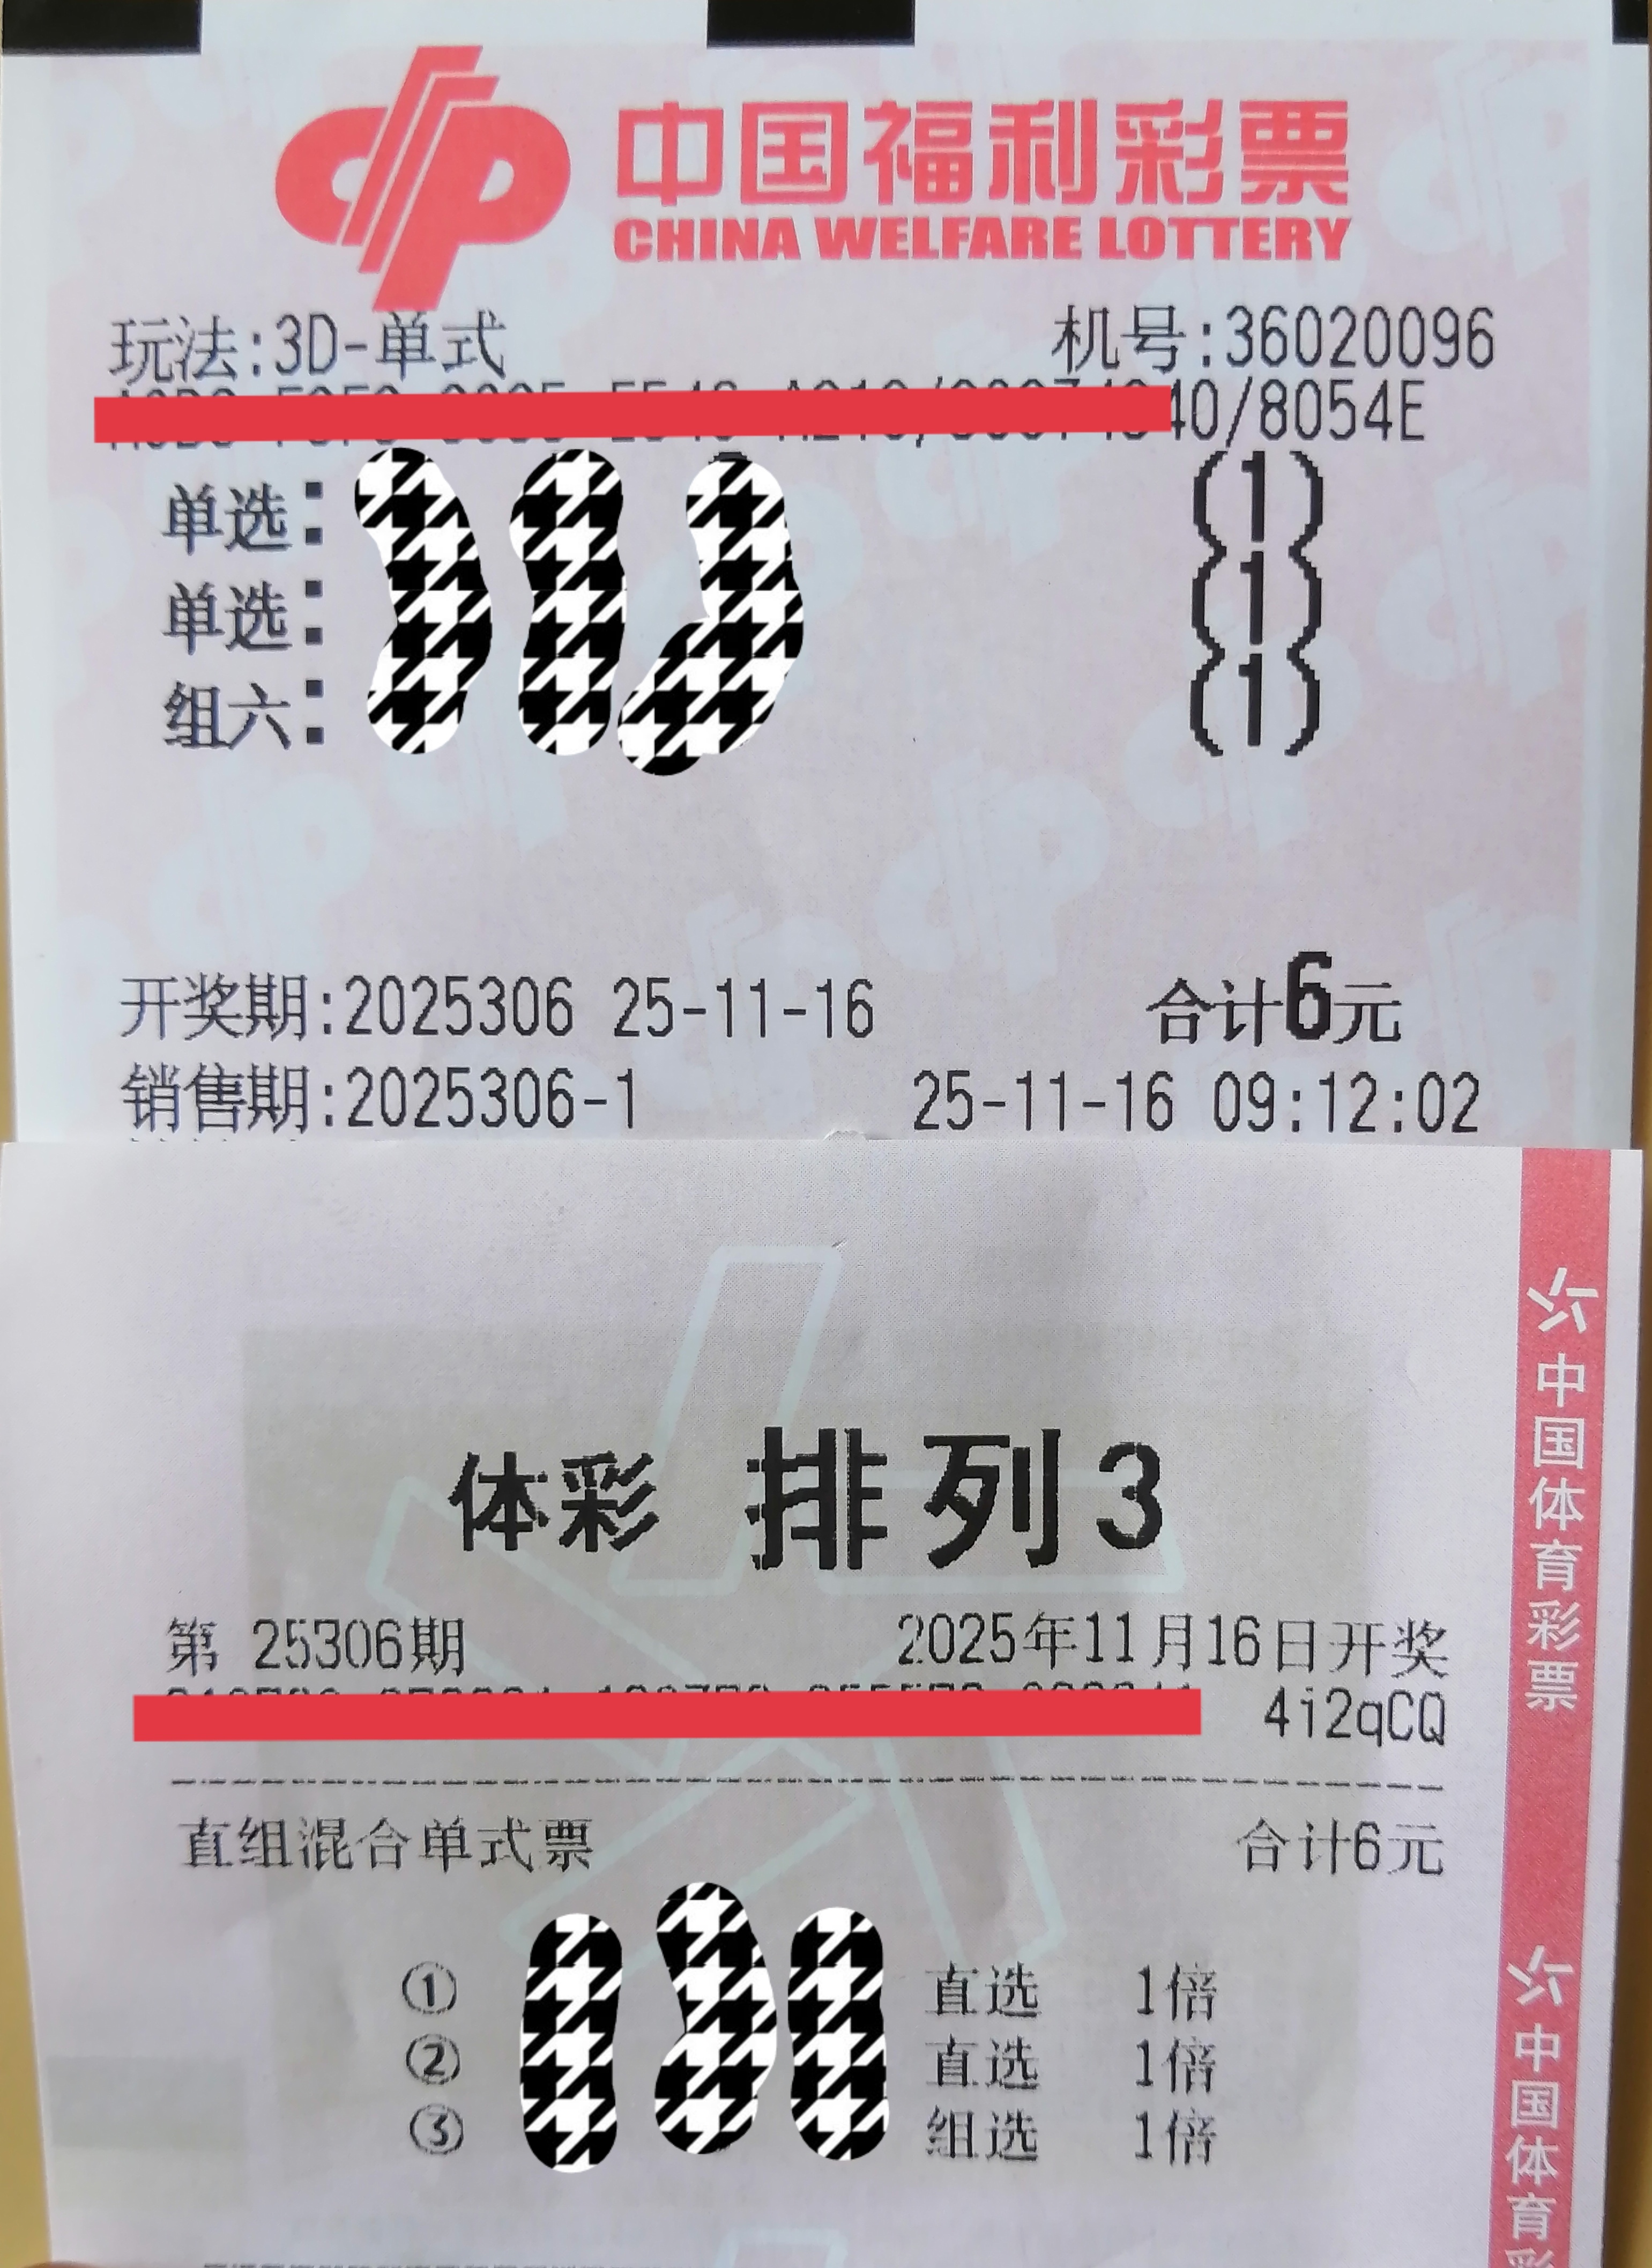 中国福利彩票
CHINA WELFARE LOTTERY
玩法:3D-单式 机号:36020096
40/8054E
单选: (1)
单选: (1)
组六: (1)
开奖期:2025306 25-11-16 合计6元
销售期:2025306-1 25-11-16 09:12:02
体彩 排列3
第 25306期 2025年11月16日开奖
4i2qCQ
直组混合单式票 合计6元
① 直选 1倍
② 直选 1倍
③ 组选 1倍
中国体育彩票
中国体育彩